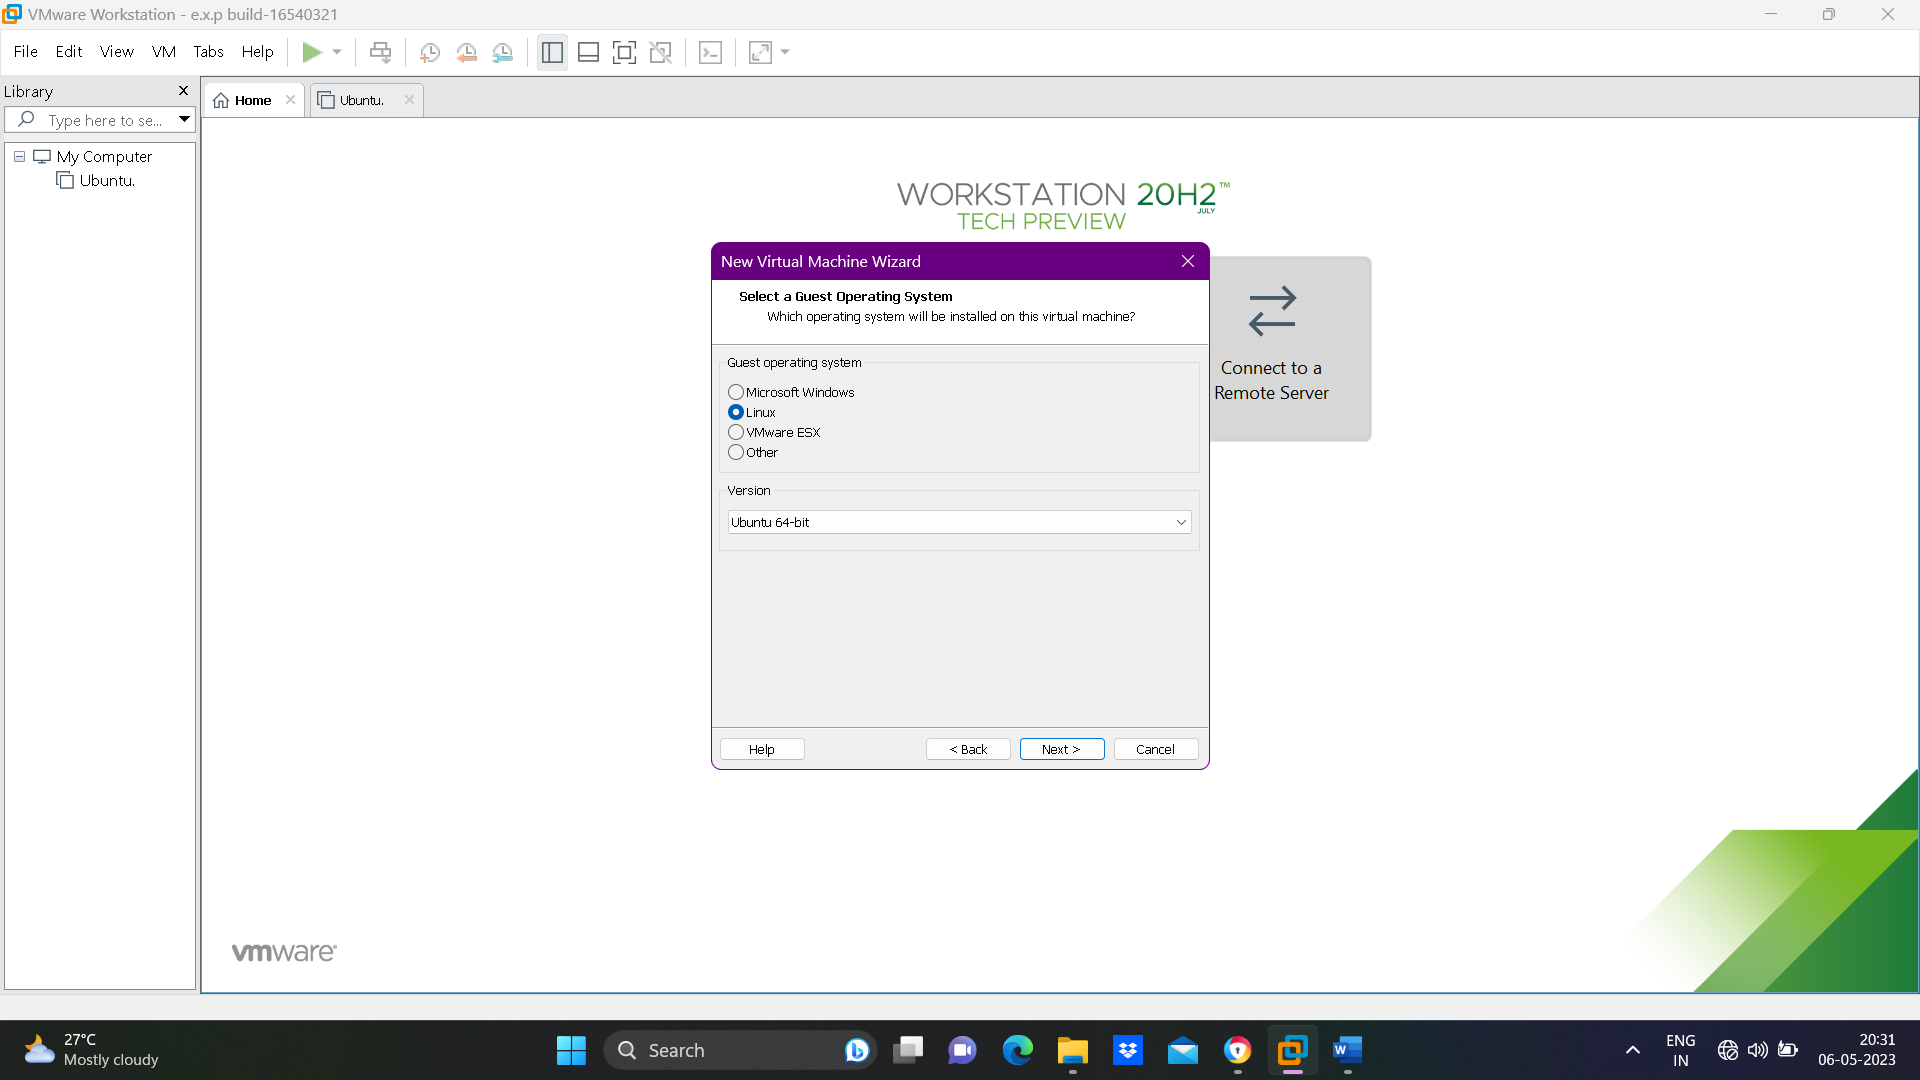 VMware Workstation - e.x.p build-16540321
File Edit View VM Tabs Help
Library
Home
Ubuntu.
Type here to se...
My Computer
Ubuntu.
WORKSTATION 20H2™
JULY
TECH PREVIEW
New Virtual Machine Wizard
Select a Guest Operating System
Which operating system will be installed on this virtual machine?
Guest operating system
Microsoft Windows
Linux
VMware ESX
Other
Version
Ubuntu 64-bit
Help
< Back
Next >
Cancel
Connect to a
Remote Server
vmware®
27°C
Mostly cloudy
Search
ENG
IN
20:31
06-05-2023